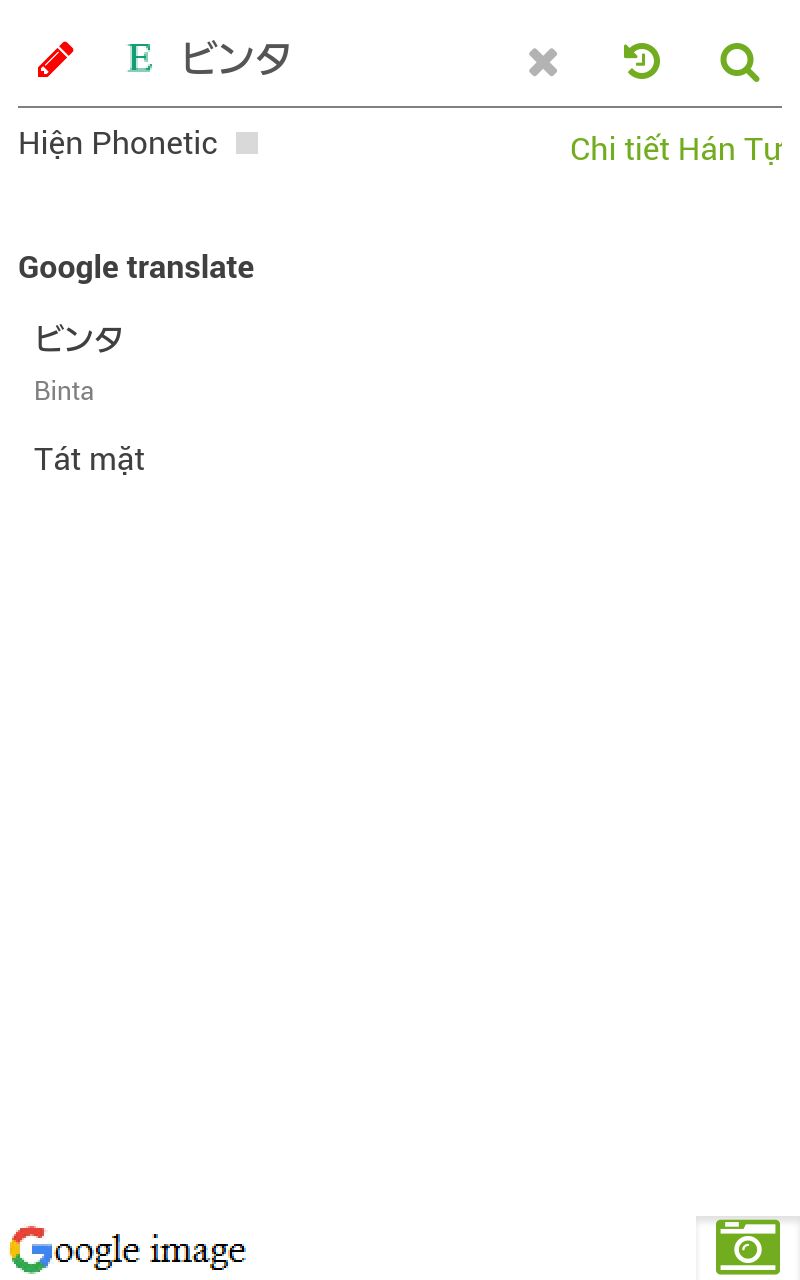 E ビンタ
Hiện Phonetic
Chi tiết Hán Tự
Google translate
ビンタ
Binta
Tát mặt
Google image